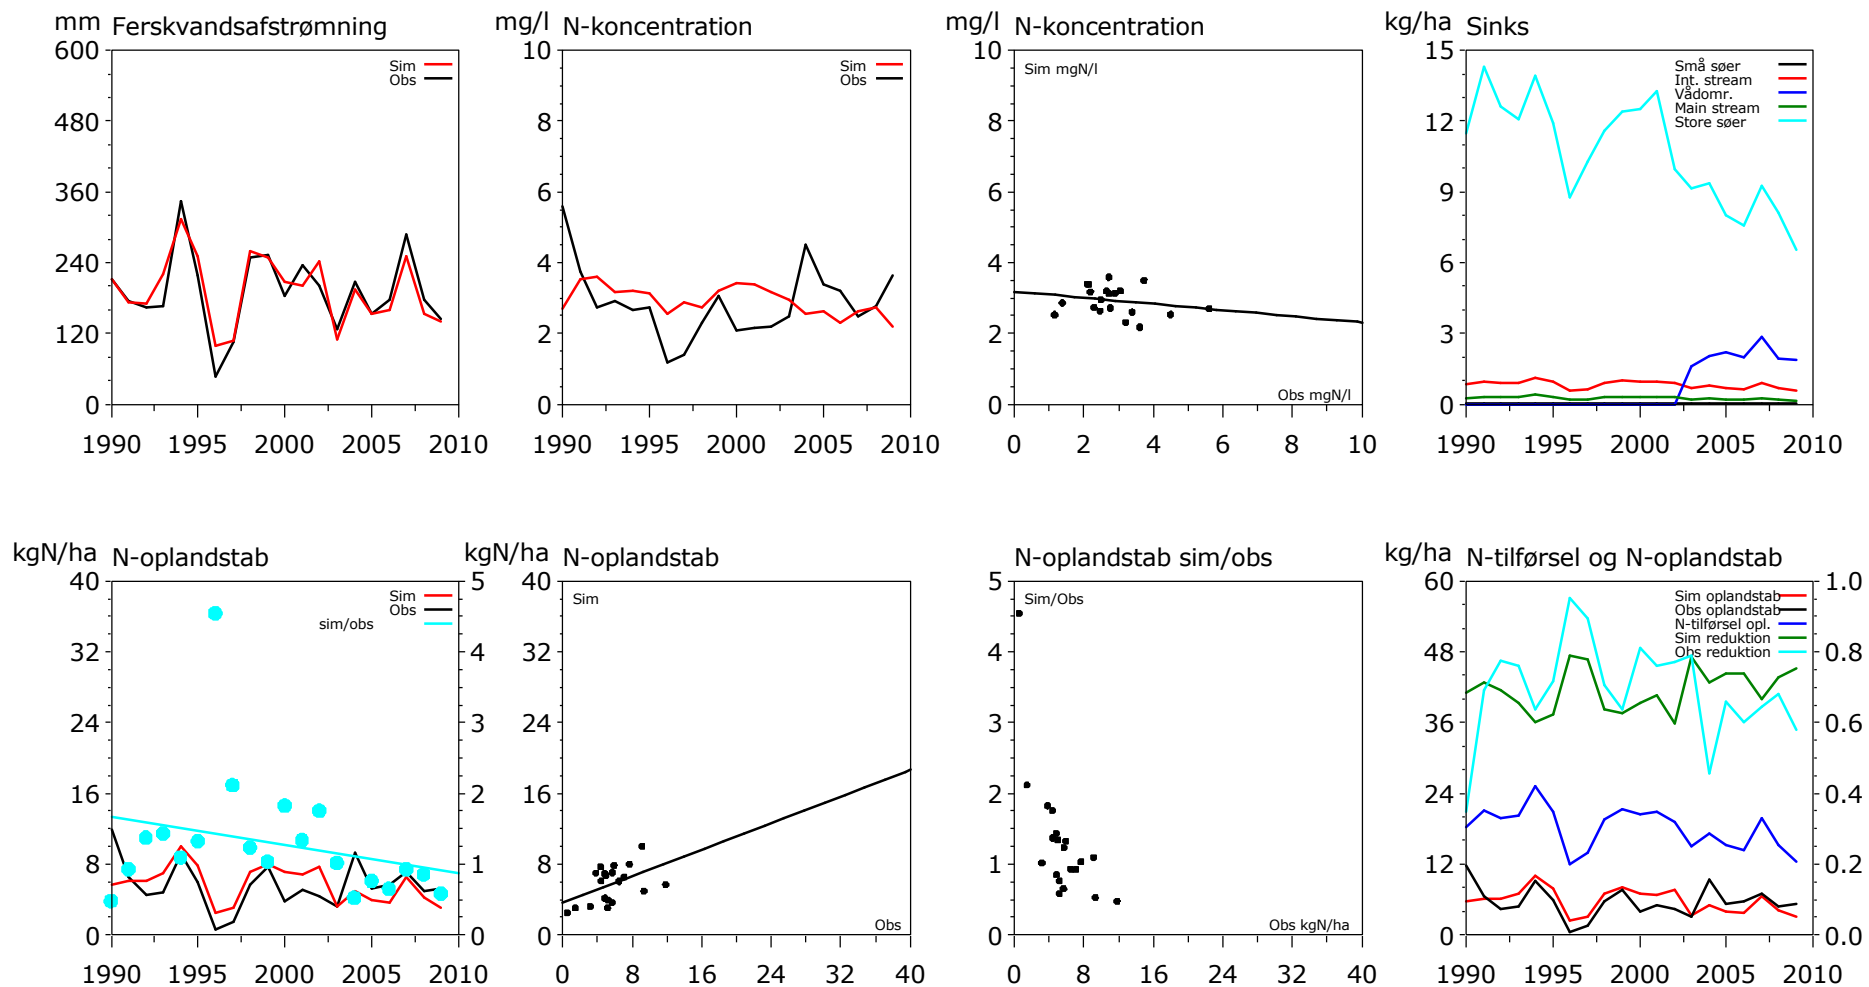 mm Ferskvandsafstrømning
600
480
360
240
120
0
Sim
Obs
1990 1995 2000 2005 2010
mg/l N-koncentration
10
8
6
4
2
0
Sim
Obs
1990 1995 2000 2005 2010
mg/l N-koncentration
10
8
6
4
2
0
Sim mgN/l
Obs mgN/l
0 2 4 6 8 10
kg/ha Sinks
15
12
9
6
3
0
Små søer
Int. stream
Vådomr.
Main stream
Store søer
1990 1995 2000 2005 2010
kgN/ha N-oplandstab
40
32
24
16
8
0
Sim
Obs
sim/obs
5
4
3
2
1
0
1990 1995 2000 2005 2010
kgN/ha N-oplandstab
40
32
24
16
8
0
Sim
Obs
0 8 16 24 32 40
N-oplandstab sim/obs
5
4
3
2
1
0
Sim/Obs
Obs kgN/ha
0 8 16 24 32 40
kg/ha N-tilførsel og N-oplandstab
60
48
36
24
12
0
Sim oplandstab
Obs oplandstab
N-tilførsel opl.
Sim reduktion
Obs reduktion
1.0
0.8
0.6
0.4
0.2
0.0
1990 1995 2000 2005 2010